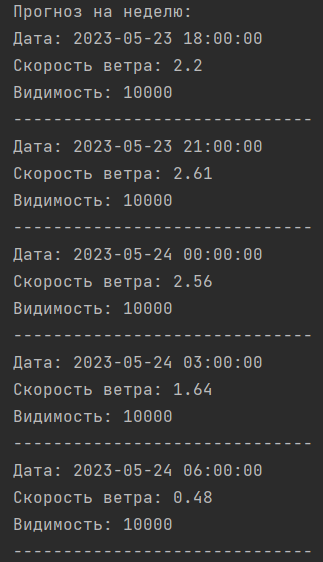 Прогноз на неделю:
Дата: 2023-05-23 18:00:00
Скорость ветра: 2.2
Видимость: 10000
------------------------------
Дата: 2023-05-23 21:00:00
Скорость ветра: 2.61
Видимость: 10000
------------------------------
Дата: 2023-05-24 00:00:00
Скорость ветра: 2.56
Видимость: 10000
------------------------------
Дата: 2023-05-24 03:00:00
Скорость ветра: 1.64
Видимость: 10000
------------------------------
Дата: 2023-05-24 06:00:00
Скорость ветра: 0.48
Видимость: 10000
------------------------------